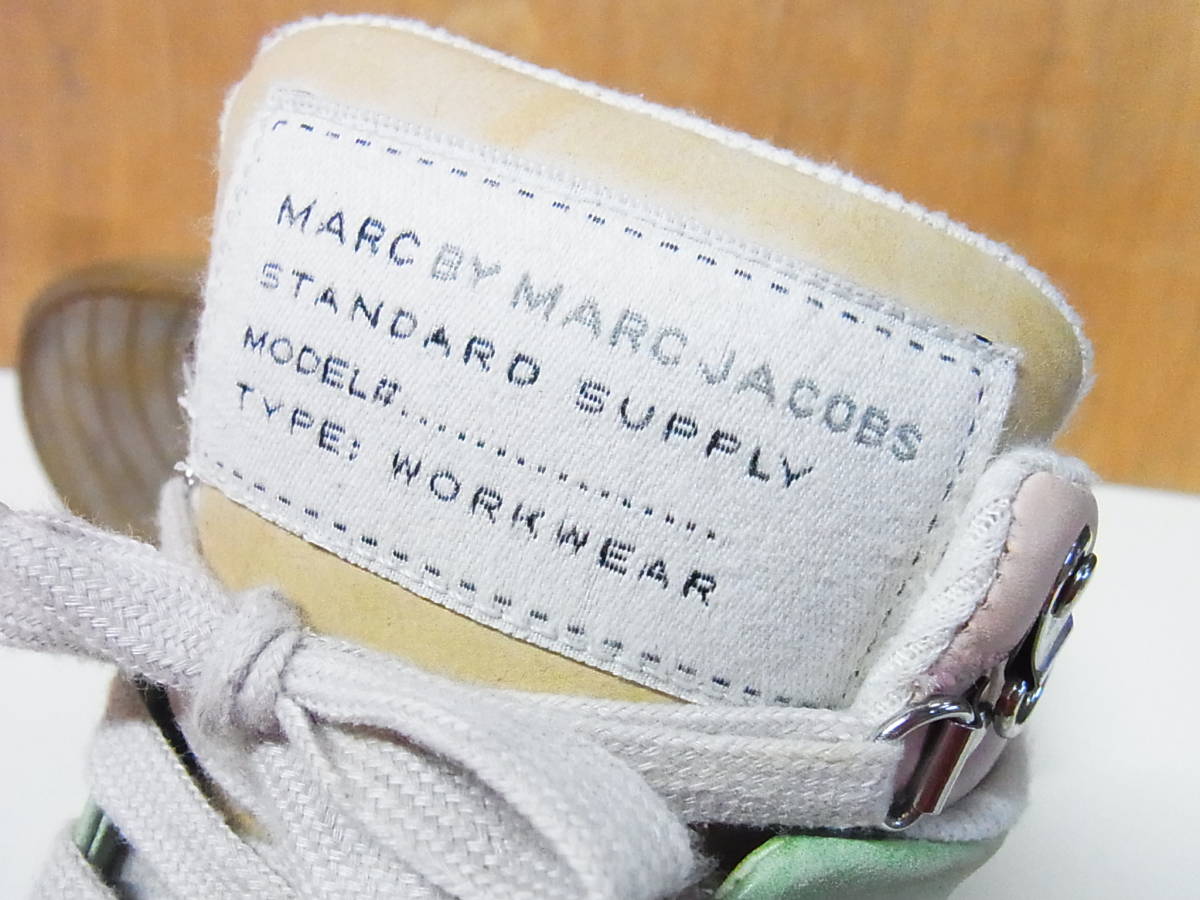 MARC BY MARC JACOBS
STANDARD SUPPLY
MODEL#....................
TYPE: WORKWEAR